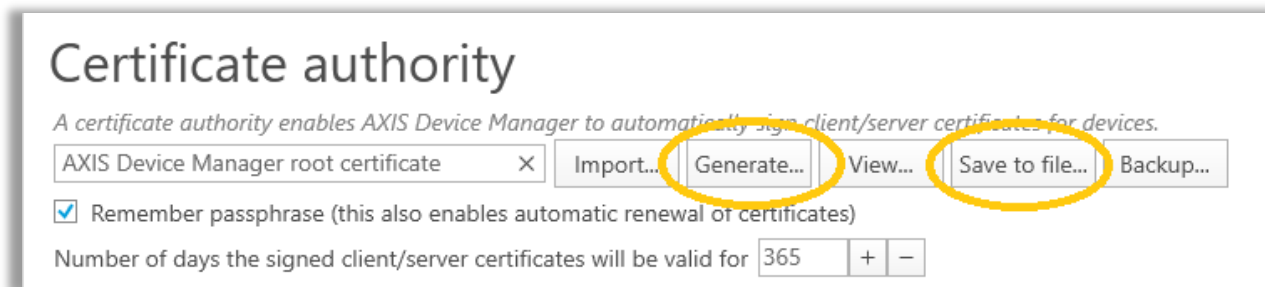 Certificate authority
A certificate authority enables AXIS Device Manager to automatically sign client/server certificates for devices.
AXIS Device Manager root certificate × Import... Generate... View... Save to file... Backup...
Remember passphrase (this also enables automatic renewal of certificates)
Number of days the signed client/server certificates will be valid for 365 + −